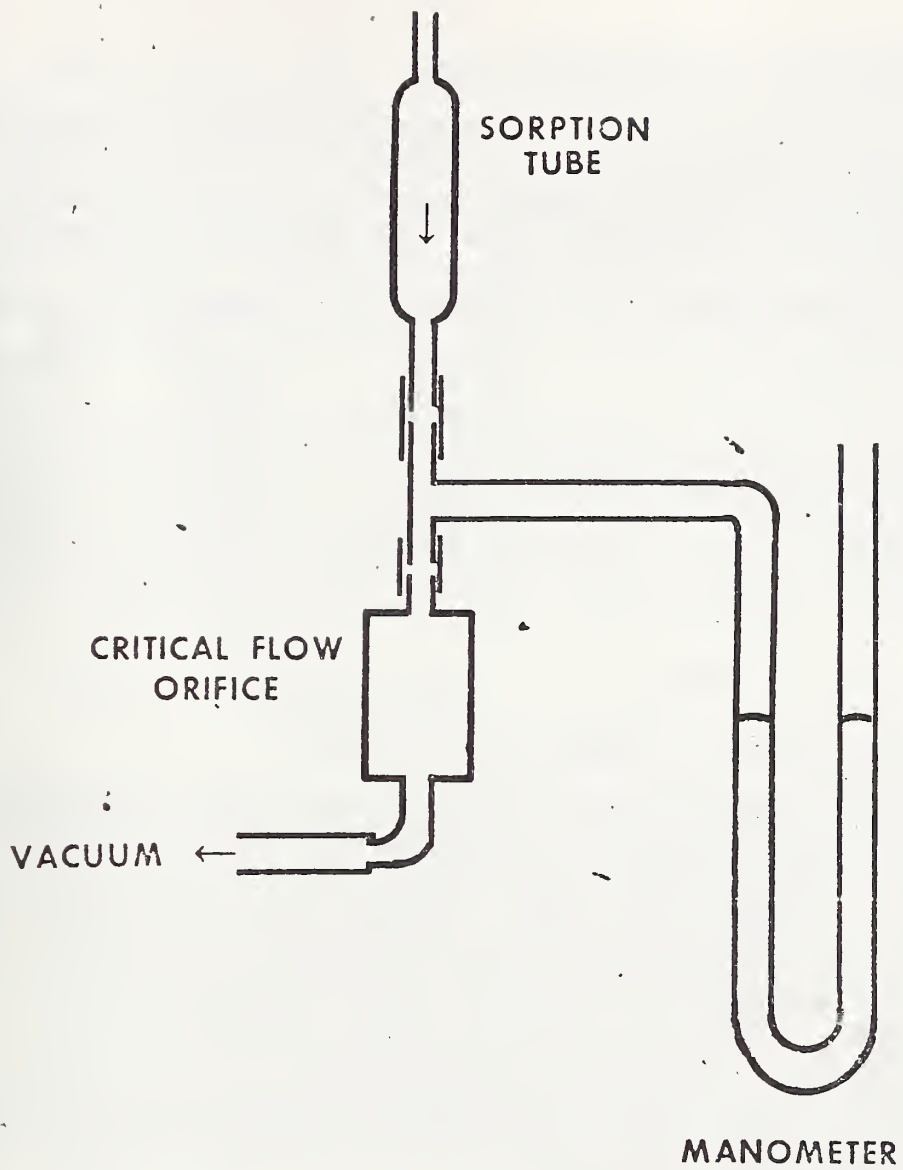 SORPTION
TUBE
CRITICAL FLOW
ORIFICE
VACUUM
MANOMETER